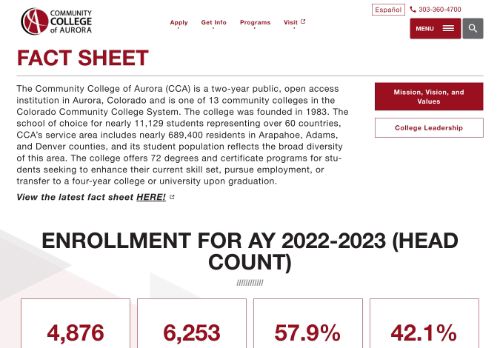 COMMUNITY
COLLEGE
of AURORA
Apply
Get Info
Programs
Visit
Español
303-360-4700
MENU
FACT SHEET
The Community College of Aurora (CCA) is a two-year public, open access
institution in Aurora, Colorado and is one of 13 community colleges in the
Colorado Community College System. The college was founded in 1983. The
school of choice for nearly 11,129 students representing over 60 countries,
CCA's service area includes nearly 689,400 residents in Arapahoe, Adams,
and Denver counties, and its student population reflects the broad diversity
of this area. The college offers 72 degrees and certificate programs for stu-
dents seeking to enhance their current skill set, pursue employment, or
transfer to a four-year college or university upon graduation.
View the latest fact sheet HERE!
Mission, Vision, and
Values
College Leadership
ENROLLMENT FOR AY 2022-2023 (HEAD
COUNT)
////////////
4,876
6,253
57.9%
42.1%